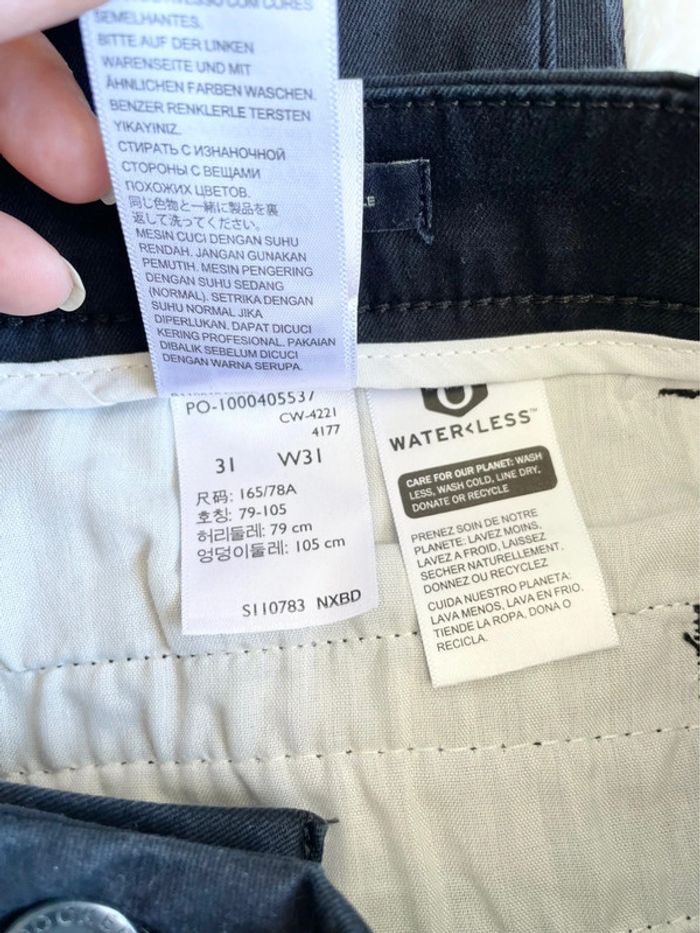 SEMELHANTES.
BITTE AUF DER LINKEN
WARENSEITE UND MIT
ÄHNLICHEN FARBEN WASCHEN.
BENZER RENKLERLE TERSTEN
YIKAYINIZ.
СТИРАТЬ С ИЗНАНОЧНОЙ
СТОРОНЫ С ВЕЩАМИ
ПОХОЖИХ ЦВЕТОВ.
同じ色物と一緒に製品を裏
返して洗ってください。
MESIN CUCI DENGAN SUHU
RENDAH. JANGAN GUNAKAN
PEMUTIH. MESIN PENGERING
DENGAN SUHU SEDANG
(NORMAL). SETRIKA DENGAN
SUHU NORMAL JIKA
DIPERLUKAN. DAPAT DICUCI
KERING PROFESIONAL. PAKAIAN
DIBALIK SEBELUM DICUCI
DENGAN WARNA SERUPA.
LE
PO-1000405537
CW-4221
4177
31 W31
尺码: 165/78A
호칭: 79-105
허리둘레: 79 cm
엉덩이둘레: 105 cm
S110783 NXBD
WATER<LESS™
CARE FOR OUR PLANET: WASH
LESS, WASH COLD, LINE DRY,
DONATE OR RECYCLE
PRENEZ SOIN DE NOTRE
PLANETE: LAVEZ MOINS,
LAVEZ A FROID, LAISSEZ
SECHER NATURELLEMENT,
DONNEZ OU RECYCLEZ
CUIDA NUESTRO PLANETA:
LAVA MENOS, LAVA EN FRIO.
TIENDE LA ROPA, DONA O
RECICLA.
OCKE